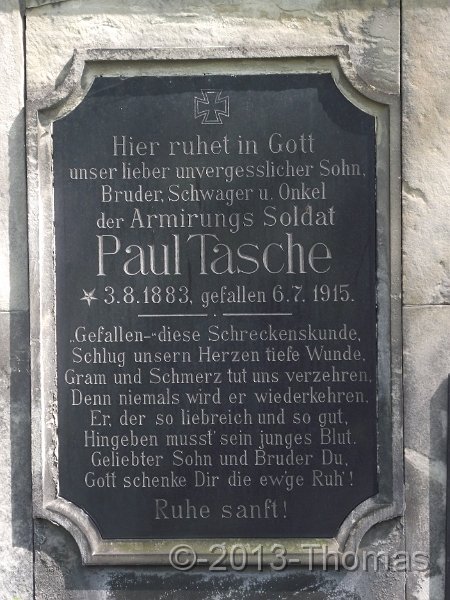 Hier ruhet in Gott
unser lieber unvergesslicher Sohn,
Bruder, Schwager u. Onkel
der Armirungs Soldat
Paul Tasche
* 3.8.1883, gefallen 6.7.1915.
„Gefallen-“ diese Schreckenskunde,
Schlug unsern Herzen tiefe Wunde,
Gram und Schmerz tut uns verzehren,
Denn niemals wird er wiederkehren.
Er, der so liebreich und so gut,
Hingeben musst' sein junges Blut.
Geliebter Sohn und Bruder Du,
Gott schenke Dir die ew'ge Ruh'!
Ruhe sanft!
©-2013-Thomas